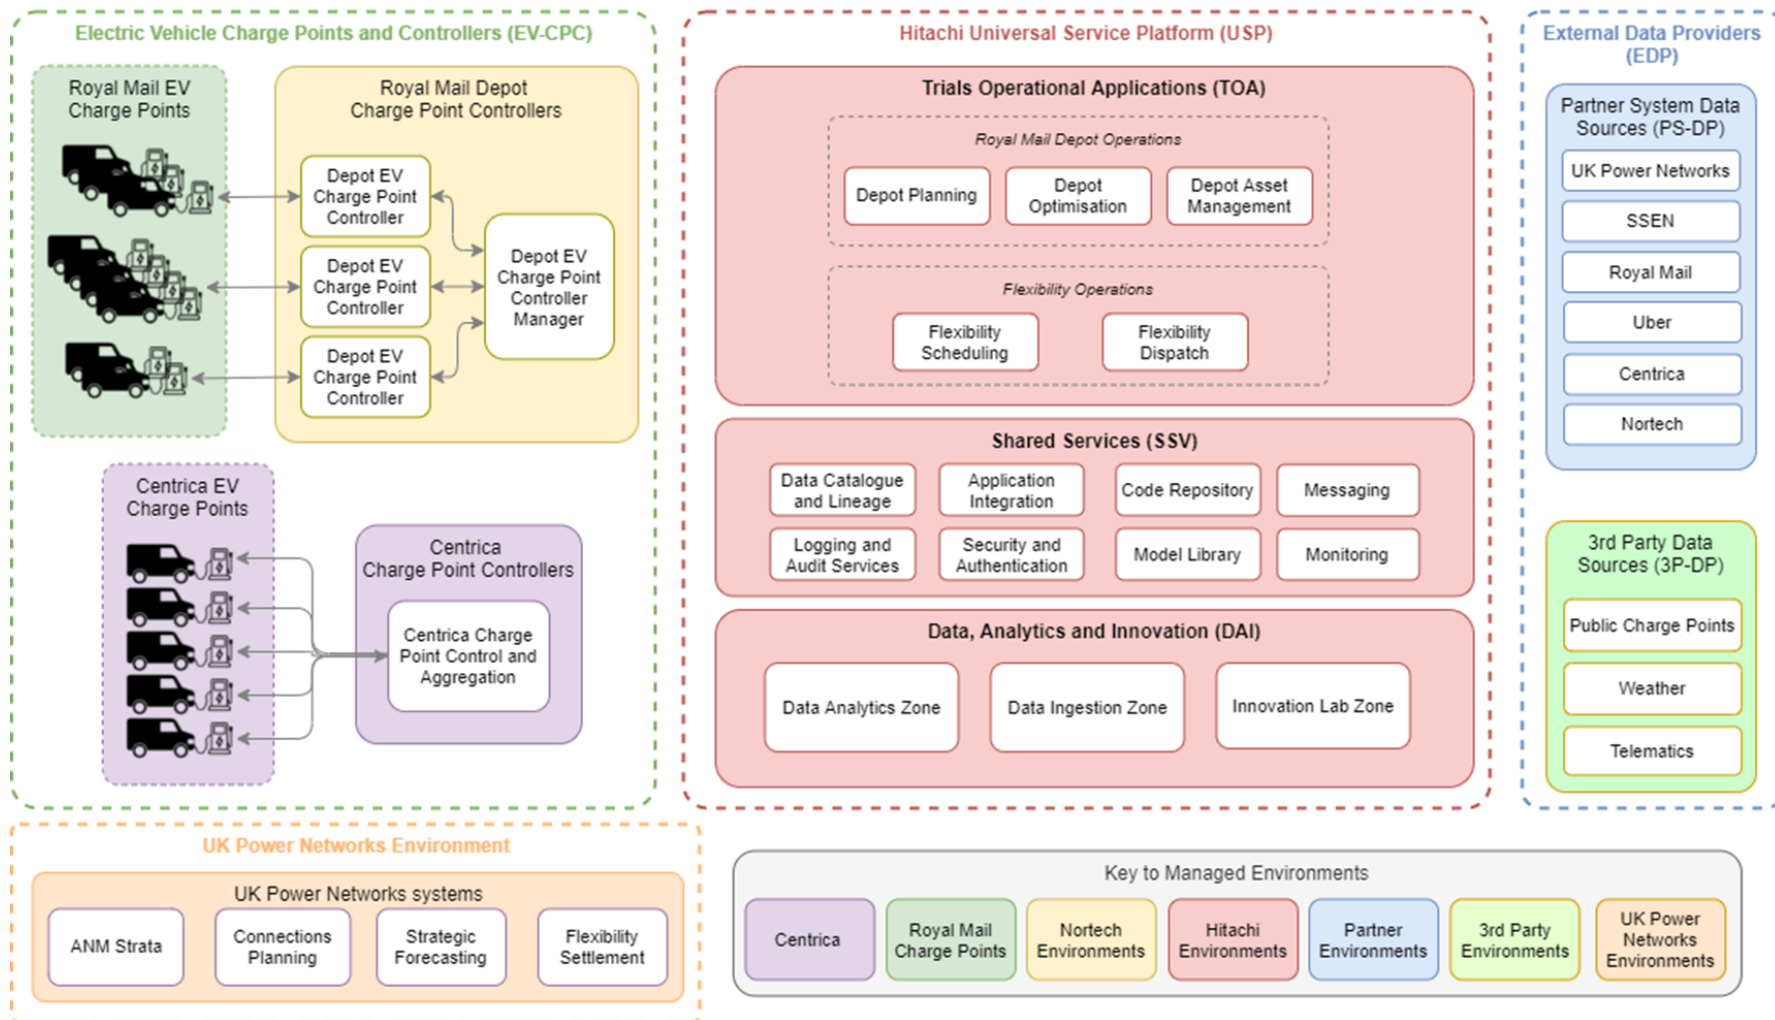 Electric Vehicle Charge Points and Controllers (EV-CPC)
Royal Mail EV
Charge Points
Royal Mail Depot
Charge Point Controllers
Depot EV
Charge Point
Controller
Depot EV
Charge Point
Controller
Depot EV
Charge Point
Controller
Depot EV
Charge Point
Controller
Manager
Centrica EV
Charge Points
Centrica
Charge Point Controllers
Centrica Charge
Point Control and
Aggregation
Hitachi Universal Service Platform (USP)
Trials Operational Applications (TOA)
Royal Mail Depot Operations
Depot Planning
Depot
Optimisation
Depot Asset
Management
Flexibility Operations
Flexibility
Scheduling
Flexibility
Dispatch
Shared Services (SSV)
Data Catalogue
and Lineage
Application
Integration
Code Repository
Messaging
Logging and
Audit Services
Security and
Authentication
Model Library
Monitoring
Data, Analytics and Innovation (DAI)
Data Analytics Zone
Data Ingestion Zone
Innovation Lab Zone
External Data Providers
(EDP)
Partner System Data
Sources (PS-DP)
UK Power Networks
SSEN
Royal Mail
Uber
Centrica
Nortech
3rd Party Data
Sources (3P-DP)
Public Charge Points
Weather
Telematics
UK Power Networks Environment
UK Power Networks systems
ANM Strata
Connections
Planning
Strategic
Forecasting
Flexibility
Settlement
Key to Managed Environments
Centrica
Royal Mail
Charge Points
Nortech
Environments
Hitachi
Environments
Partner
Environments
3rd Party
Environments
UK Power
Networks
Environments